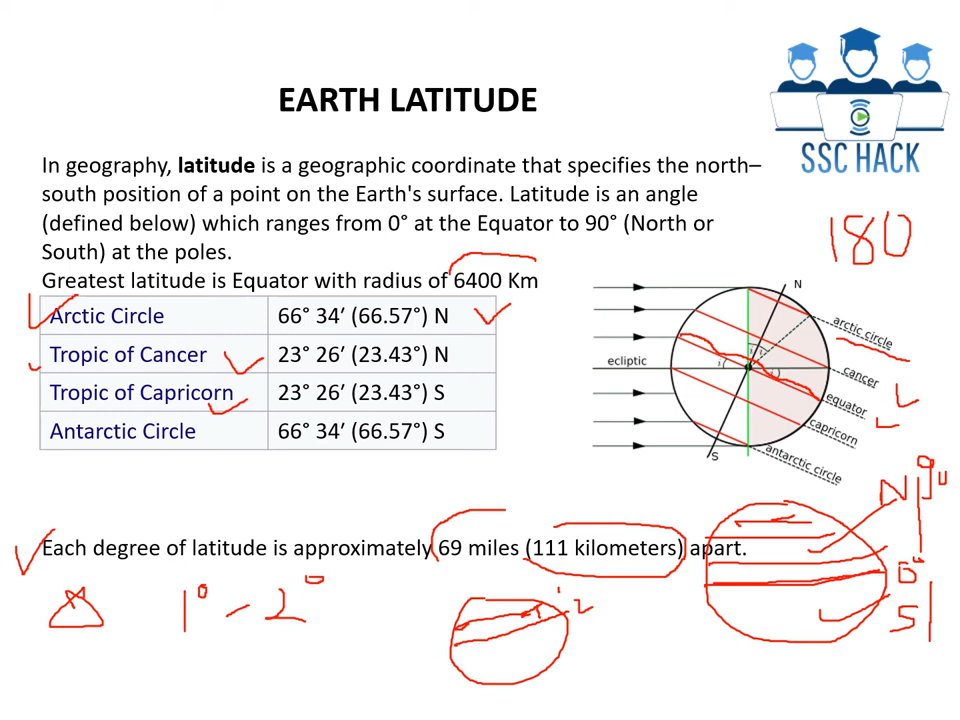 EARTH LATITUDE
SSC HACK
In geography, latitude is a geographic coordinate that specifies the north–
south position of a point on the Earth's surface. Latitude is an angle
(defined below) which ranges from 0° at the Equator to 90° (North or
South) at the poles.
Greatest latitude is Equator with radius of 6400 Km
180
Arctic Circle 66° 34′ (66.57°) N
Tropic of Cancer 23° 26′ (23.43°) N
Tropic of Capricorn 23° 26′ (23.43°) S
Antarctic Circle 66° 34′ (66.57°) S
N
arctic circle
ecliptic
cancer
equator
capricorn
S
antarctic circle
Each degree of latitude is approximately 69 miles (111 kilometers) apart.
N
0°
S
1° - 2°